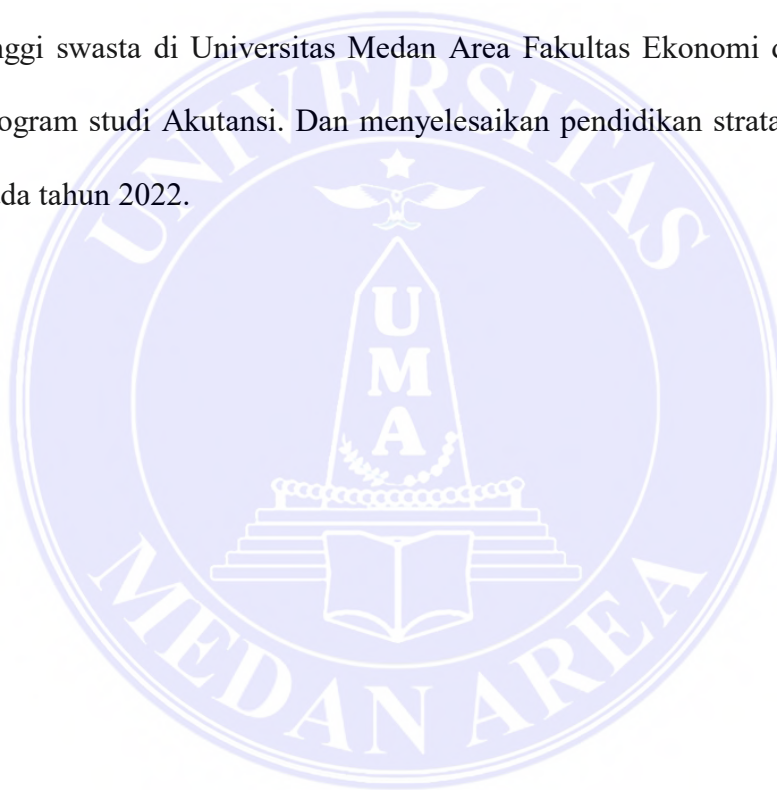 nggi swasta di Universitas Medan Area Fakultas Ekonomi d
ogram studi Akutansi. Dan menyelesaikan pendidikan strata
da tahun 2022.
UNIVERSITAS
UMA
MEDAN AREA